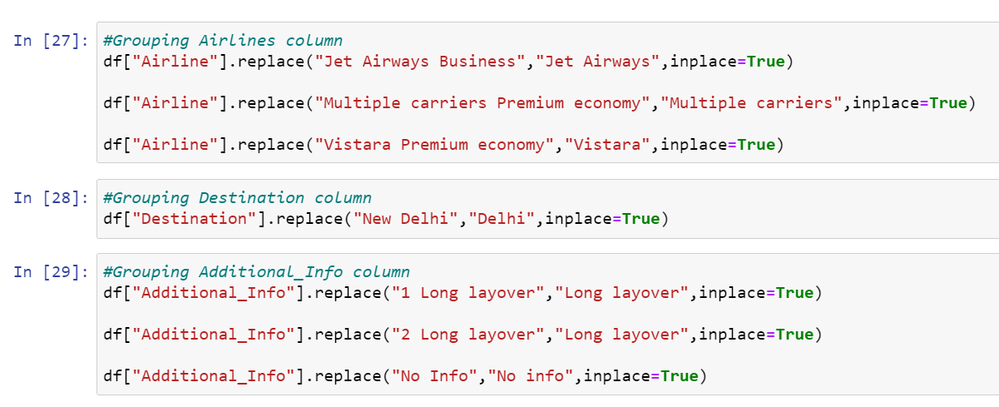 In [27]: #Grouping Airlines column
df["Airline"].replace("Jet Airways Business","Jet Airways",inplace=True)
df["Airline"].replace("Multiple carriers Premium economy","Multiple carriers",inplace=True)
df["Airline"].replace("Vistara Premium economy","Vistara",inplace=True)
In [28]: #Grouping Destination column
df["Destination"].replace("New Delhi","Delhi",inplace=True)
In [29]: #Grouping Additional_Info column
df["Additional_Info"].replace("1 Long layover","Long layover",inplace=True)
df["Additional_Info"].replace("2 Long layover","Long layover",inplace=True)
df["Additional_Info"].replace("No Info","No info",inplace=True)